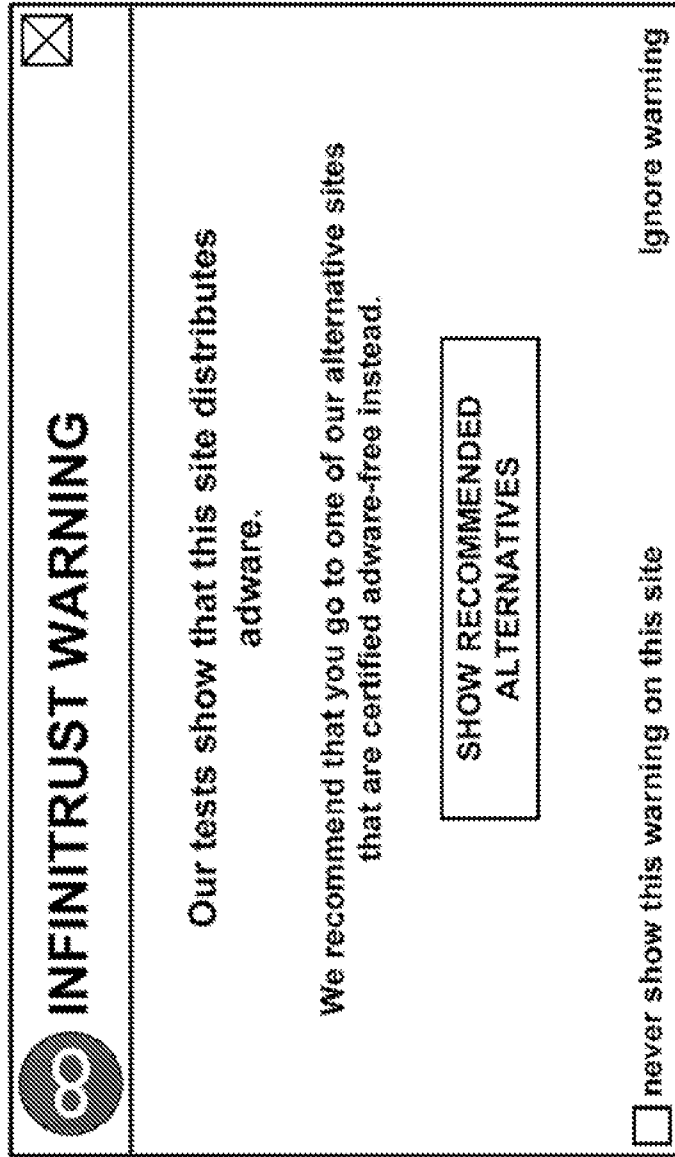 INFINITRUST WARNING
Our tests show that this site distributes
adware.
We recommend that you go to one of our alternative sites
that are certified adware-free instead.
SHOW RECOMMENDED
ALTERNATIVES
never show this warning on this site
Ignore warning